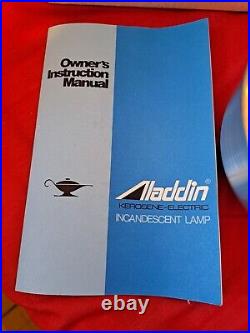 Owner's
Instruction
Manual
Aladdin®
KEROSENE-ELECTRIC
INCANDESCENT LAMP